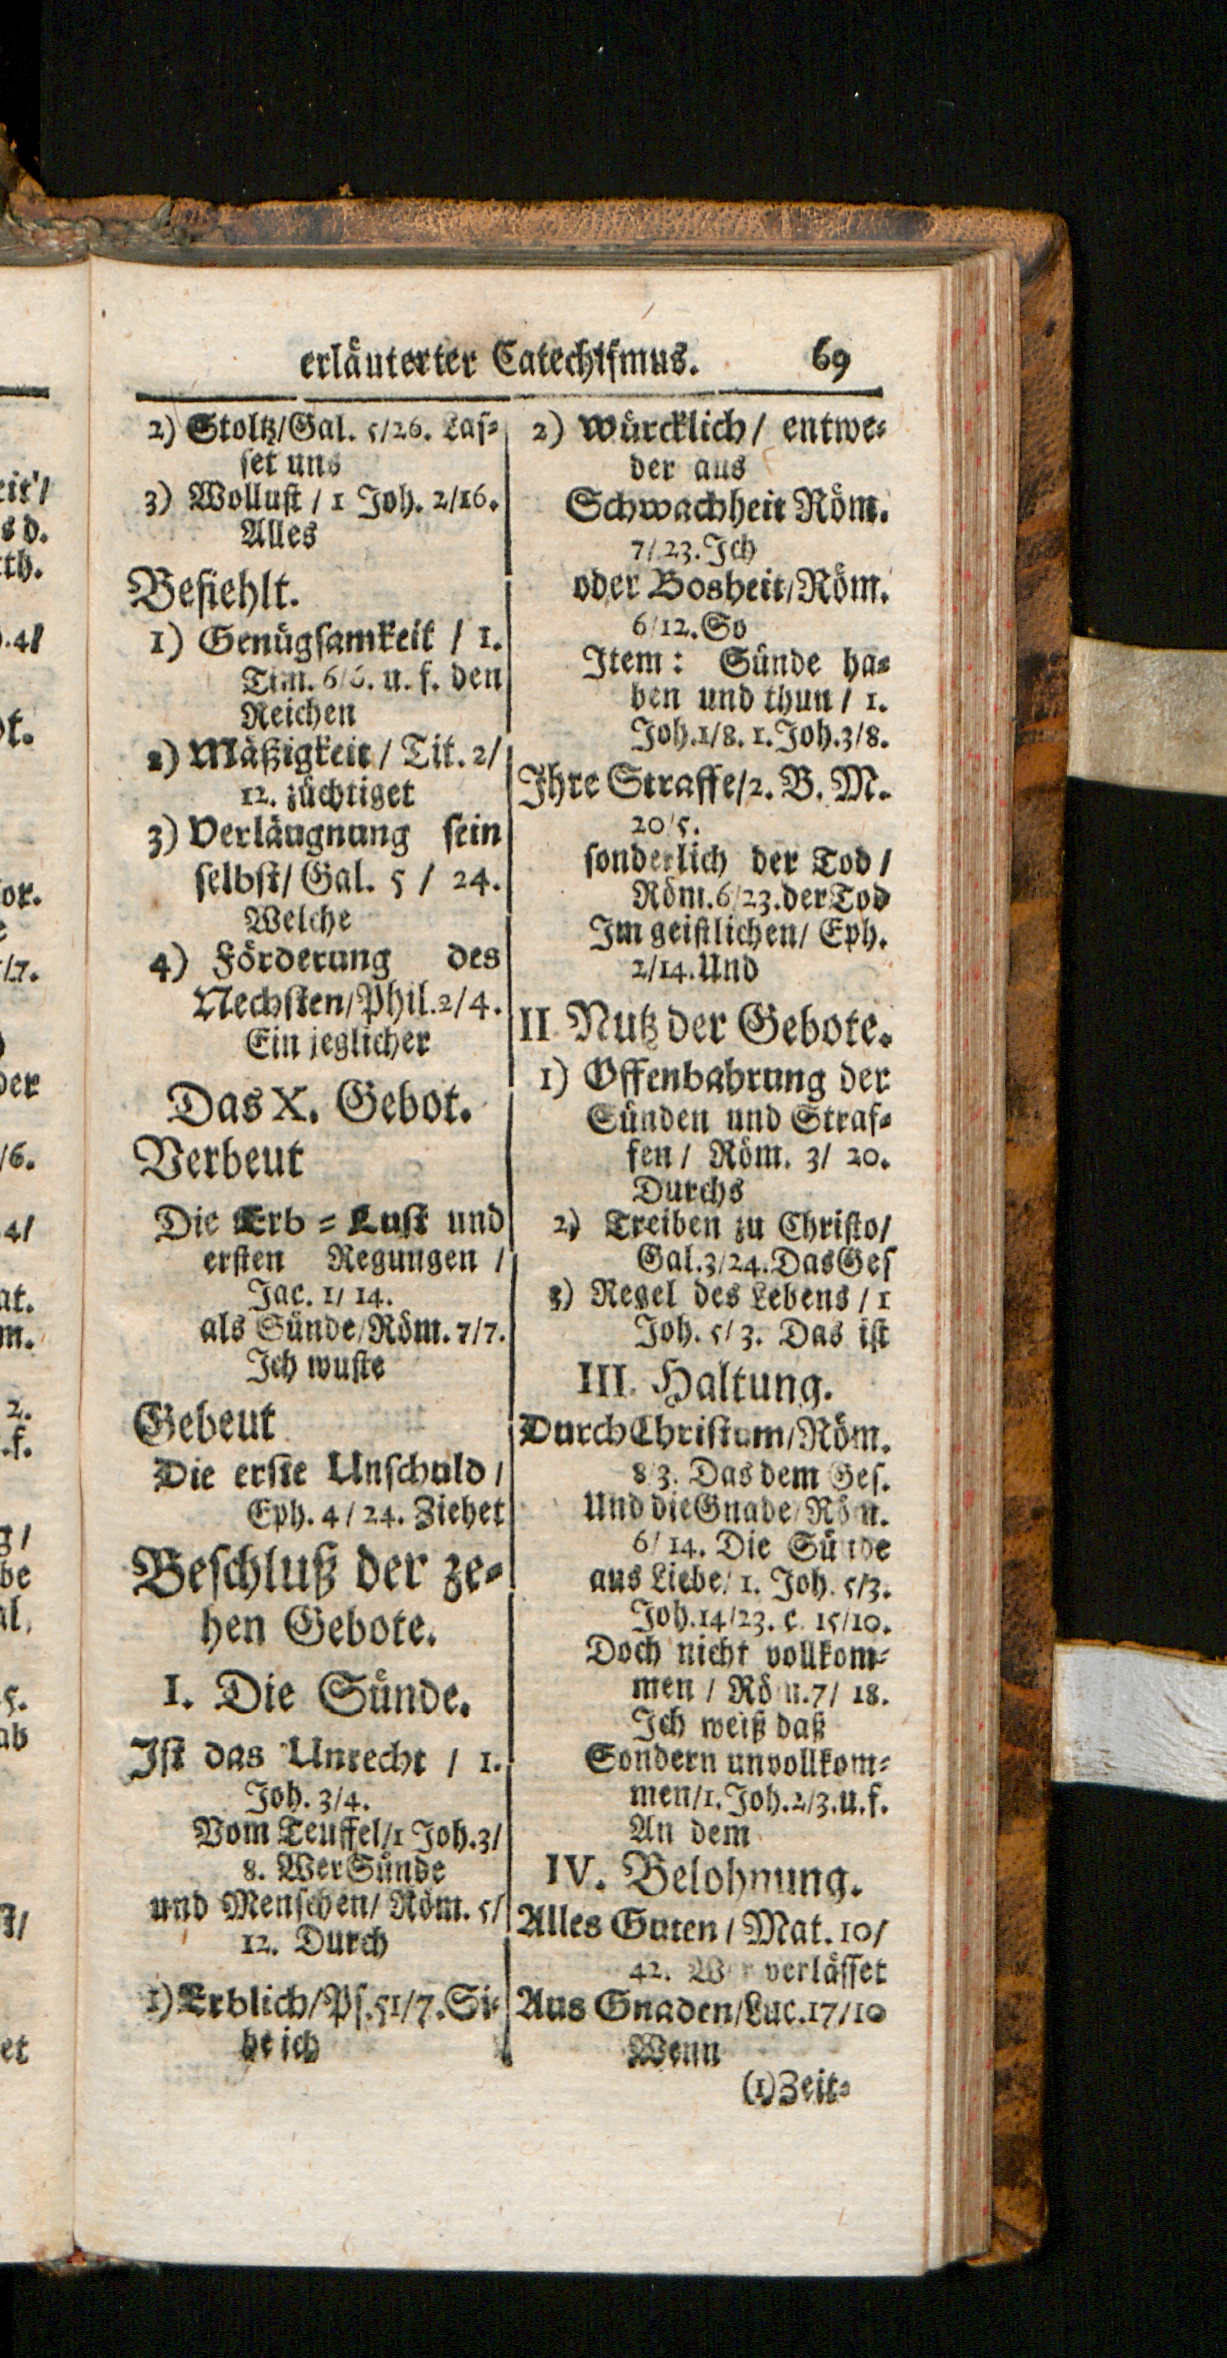 erläuterter Catechismus. 69
2) Stoltz/Gal. 5/26. Las-
set uns
3) Wollust / 1 Joh. 2/16.
Alles
Befiehlt.
1) Genügsamkeit / 1.
Tim. 6/6. u. f. den
Reichen
2) Mäßigkeit / Tit. 2/
12. züchtiget
3) Verläugnung sein
selbst/ Gal. 5 / 24.
Welche
4) Förderung des
Nechsten/Phil.2/4.
Ein jeglicher
Das X. Gebot.
Verbeut
Die Erb-Lust und
ersten Regungen /
Jac. 1/ 14.
als Sünde/Röm. 7/7.
Ich wuste
Gebeut
Die erste Unschuld /
Eph. 4 / 24. Ziehet
Beschluß der ze-
hen Gebote.
I. Die Sünde.
Ist das Unrecht / 1.
Joh. 3/4.
Vom Teuffel/1 Joh.3/
8. Wer Sünde
und Menschen/ Röm. 5/
12. Durch
1) Erblich/Ps.51/7. Si-
he ich
2) würcklich / entwe-
der aus
Schwachheit Röm.
7/23. Ich
oder Bosheit/Röm.
6/12. So
Item: Sünde ha-
ben und thun / 1.
Joh.1/8. 1. Joh.3/8.
Ihre Straffe/2. B. M.
20/5.
sonderlich der Tod /
Röm.6/23.der Tod
Im geistlichen/ Eph.
2/14. Und
II Nutz der Gebote.
1) Offenbahrung der
Sünden und Straf-
fen / Röm. 3/ 20.
Durchs
2) Treiben zu Christo/
Gal.3/24. Das Ges
3) Regel des Lebens / 1
Joh. 5/3. Das ist
III. Haltung.
Durch Christum/Röm.
8/3. Das dem Ges.
Und die Gnade/Röm.
6/14. Die Sünde
aus Liebe/ 1. Joh. 5/3.
Joh.14/23. c. 15/10.
Doch nicht vollkom-
men / Röm.7/ 18.
Ich weiß daß
Sondern unvollkom-
men/1. Joh.2/3.u.f.
An dem
IV. Belohnung.
Alles Guten / Mat. 10/
42. Wer verlässet
Aus Gnaden/Luc.17/10
Wenn
(1) Zeit-